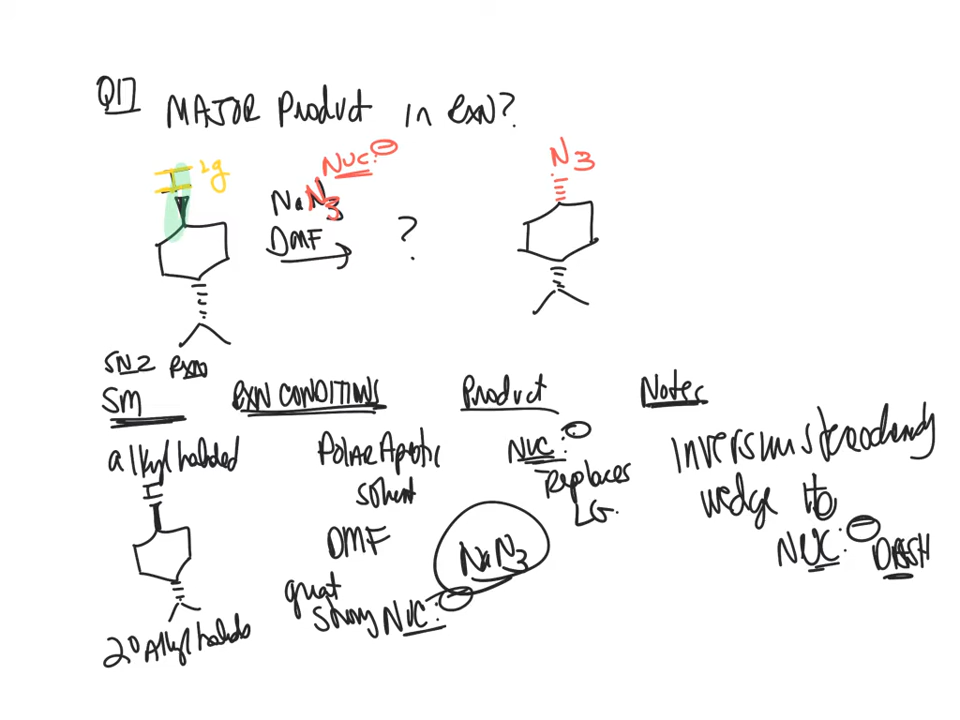 Q17
MAJOR Product in rxn?
I lg
Nuc:⊖
NaN3
DMF
?
N3
SN2 rxn
SM
RXN CONDITIONS
Product
Notes
alkyl halided
I
2° Alkyl halide
Polar Aprotic
solvent
DMF
great
strong NUC:⊖
NaN3
NUC:⊖
replaces
LG.
Inversion stereochemistry
wedge to
NUC:⊖ DASH